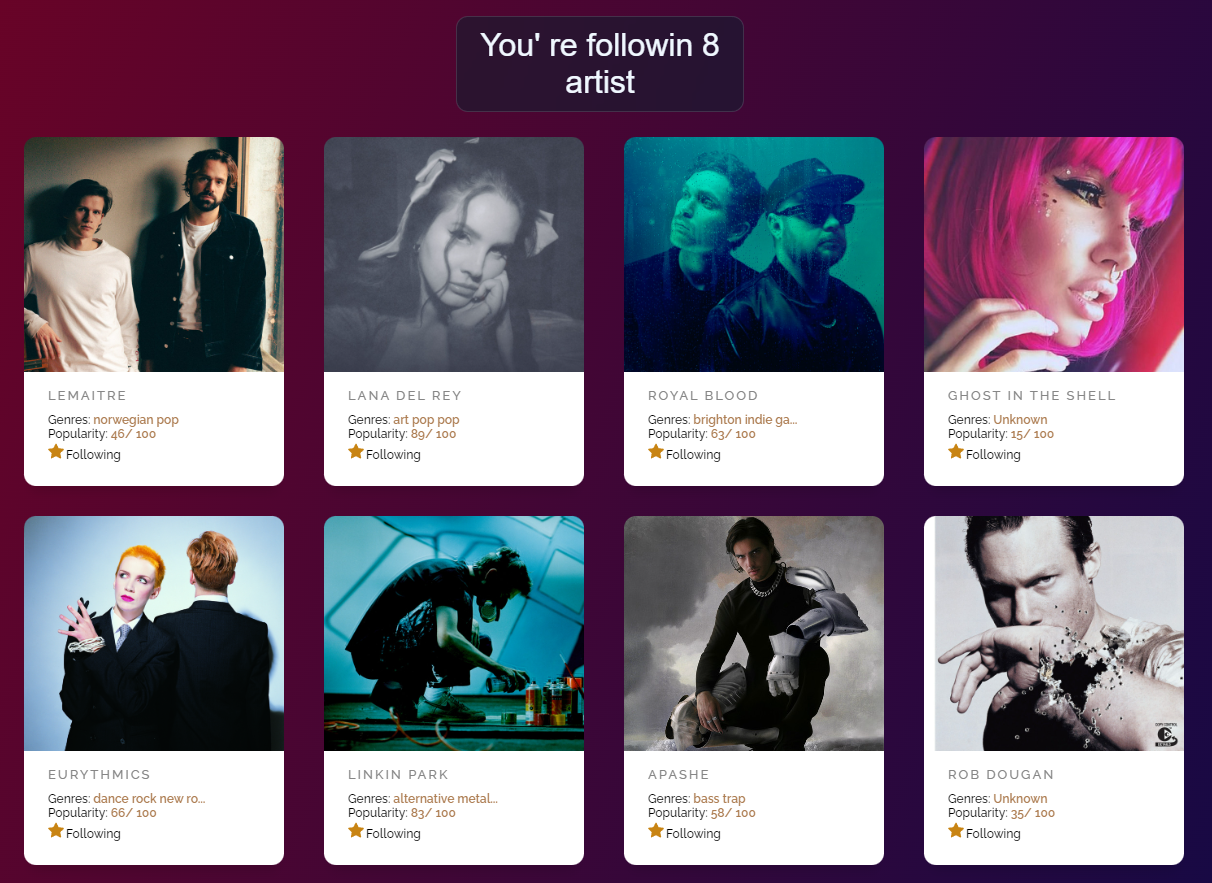 You' re followin 8
artist
LEMAITRE
Genres: norwegian pop
Popularity: 46/ 100
Following
LANA DEL REY
Genres: art pop pop
Popularity: 89/ 100
Following
ROYAL BLOOD
Genres: brighton indie ga...
Popularity: 63/ 100
Following
GHOST IN THE SHELL
Genres: Unknown
Popularity: 15/ 100
Following
EURYTHMICS
Genres: dance rock new ro...
Popularity: 66/ 100
Following
LINKIN PARK
Genres: alternative metal...
Popularity: 83/ 100
Following
APASHE
Genres: bass trap
Popularity: 58/ 100
Following
COPY CONTROL
ROB DOUGAN
Genres: Unknown
Popularity: 35/ 100
Following